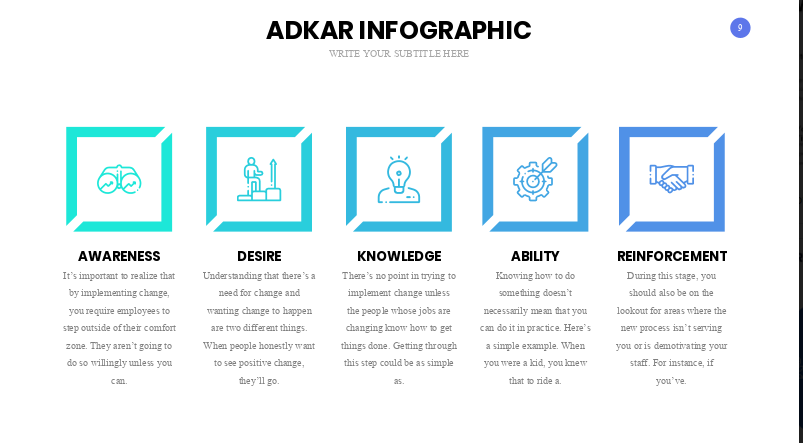 ADKAR INFOGRAPHIC
9
WRITE YOUR SUBTITLE HERE
AWARENESS
It's important to realize that
by implementing change,
you require employees to
step outside of their comfort
zone. They aren't going to
do so willingly unless you
can.
DESIRE
Understanding that there's a
need for change and
wanting change to happen
are two different things.
When people honestly want
to see positive change,
they'll go.
KNOWLEDGE
There's no point in trying to
implement change unless
the people whose jobs are
changing know how to get
things done. Getting through
this step could be as simple
as.
ABILITY
Knowing how to do
something doesn't
necessarily mean that you
can do it in practice. Here's
a simple example. When
you were a kid, you knew
that to ride a.
REINFORCEMENT
During this stage, you
should also be on the
lookout for areas where the
new process isn't serving
you or is demotivating your
staff. For instance, if
you've.